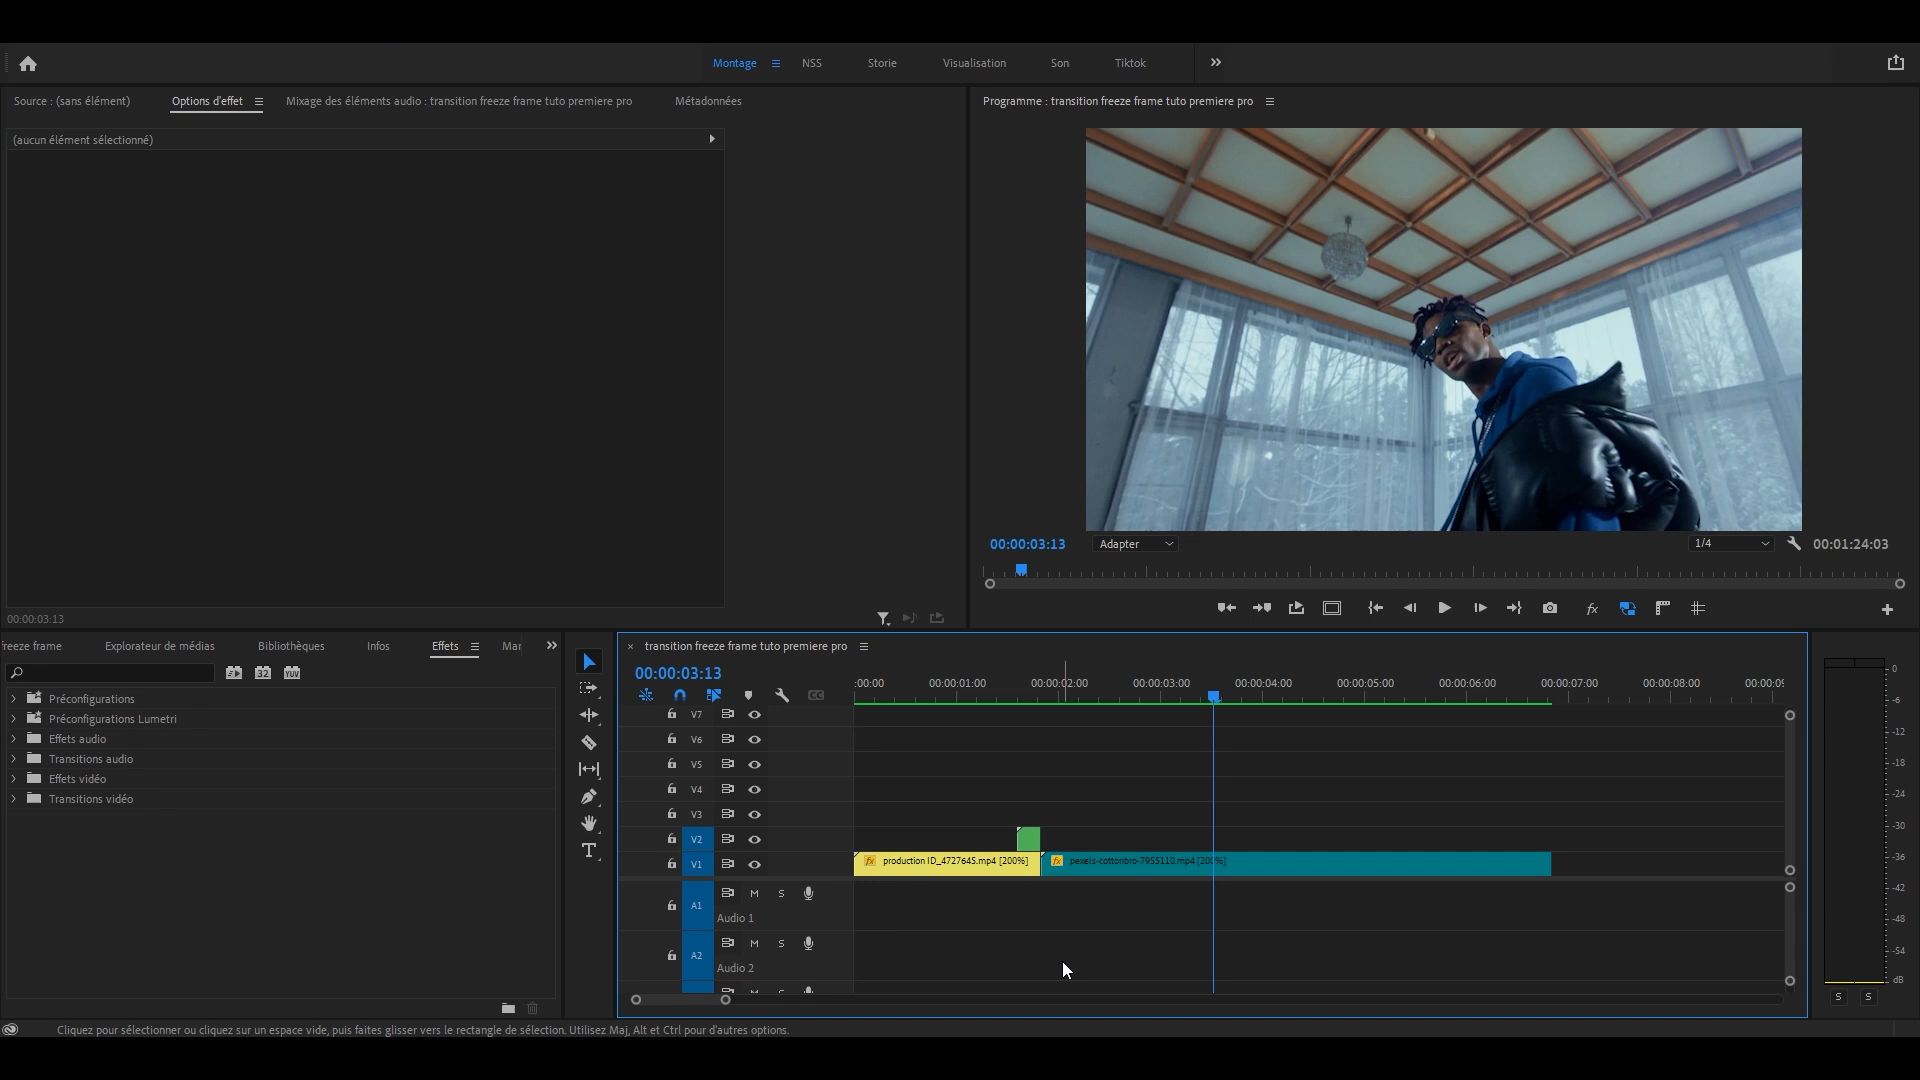 Montage
NSS
Storie
Visualisation
Son
Tiktok
Source : (sans élément)
Options d'effet
Mixage des éléments audio : transition freeze frame tuto premiere pro
Métadonnées
Programme : transition freeze frame tuto premiere pro
(aucun élément sélectionné)
00:00:03:13
Adapter
1/4
00:01:24:03
00:00:03:13
reeze frame
Explorateur de médias
Bibliothèques
Infos
Effets
Mar
32
YUV
Préconfigurations
Préconfigurations Lumetri
Effets audio
Transitions audio
Effets vidéo
Transitions vidéo
fx
× transition freeze frame tuto premiere pro
00:00:03:13
:00:00
00:00:01:00
00:00:02:00
00:00:03:00
00:00:04:00
00:00:05:00
00:00:06:00
00:00:07:00
00:00:08:00
00:00:09
CC
V7
V6
V5
V4
V3
V2
V1
fx production ID_4727645.mp4 [200%]
fx pexels-cottonbro-7955110.mp4 [200%]
A1
M
S
Audio 1
A2
M
S
Audio 2
T
0
-6
-12
-18
-24
-30
-36
-42
-48
-54
dB
S
S
Cliquez pour sélectionner ou cliquez sur un espace vide, puis faites glisser vers le rectangle de sélection. Utilisez Maj, Alt et Ctrl pour d'autres options.